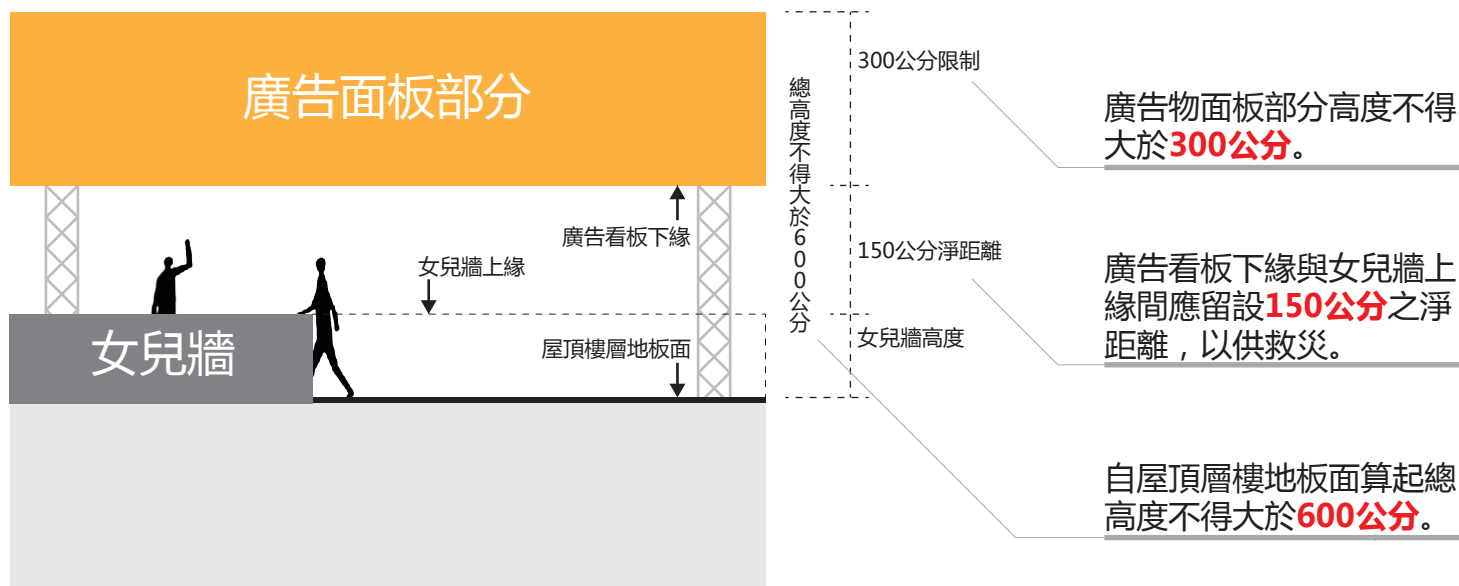 廣告面板部分
廣告看板下緣
女兒牆上緣
女兒牆
屋頂樓層地板面
總高度不得大於600公分
300公分限制
150公分淨距離
女兒牆高度
廣告物面板部分高度不得
大於300公分。
廣告看板下緣與女兒牆上
緣間應留設150公分之淨
距離，以供救災。
自屋頂層樓地板面算起總
高度不得大於600公分。